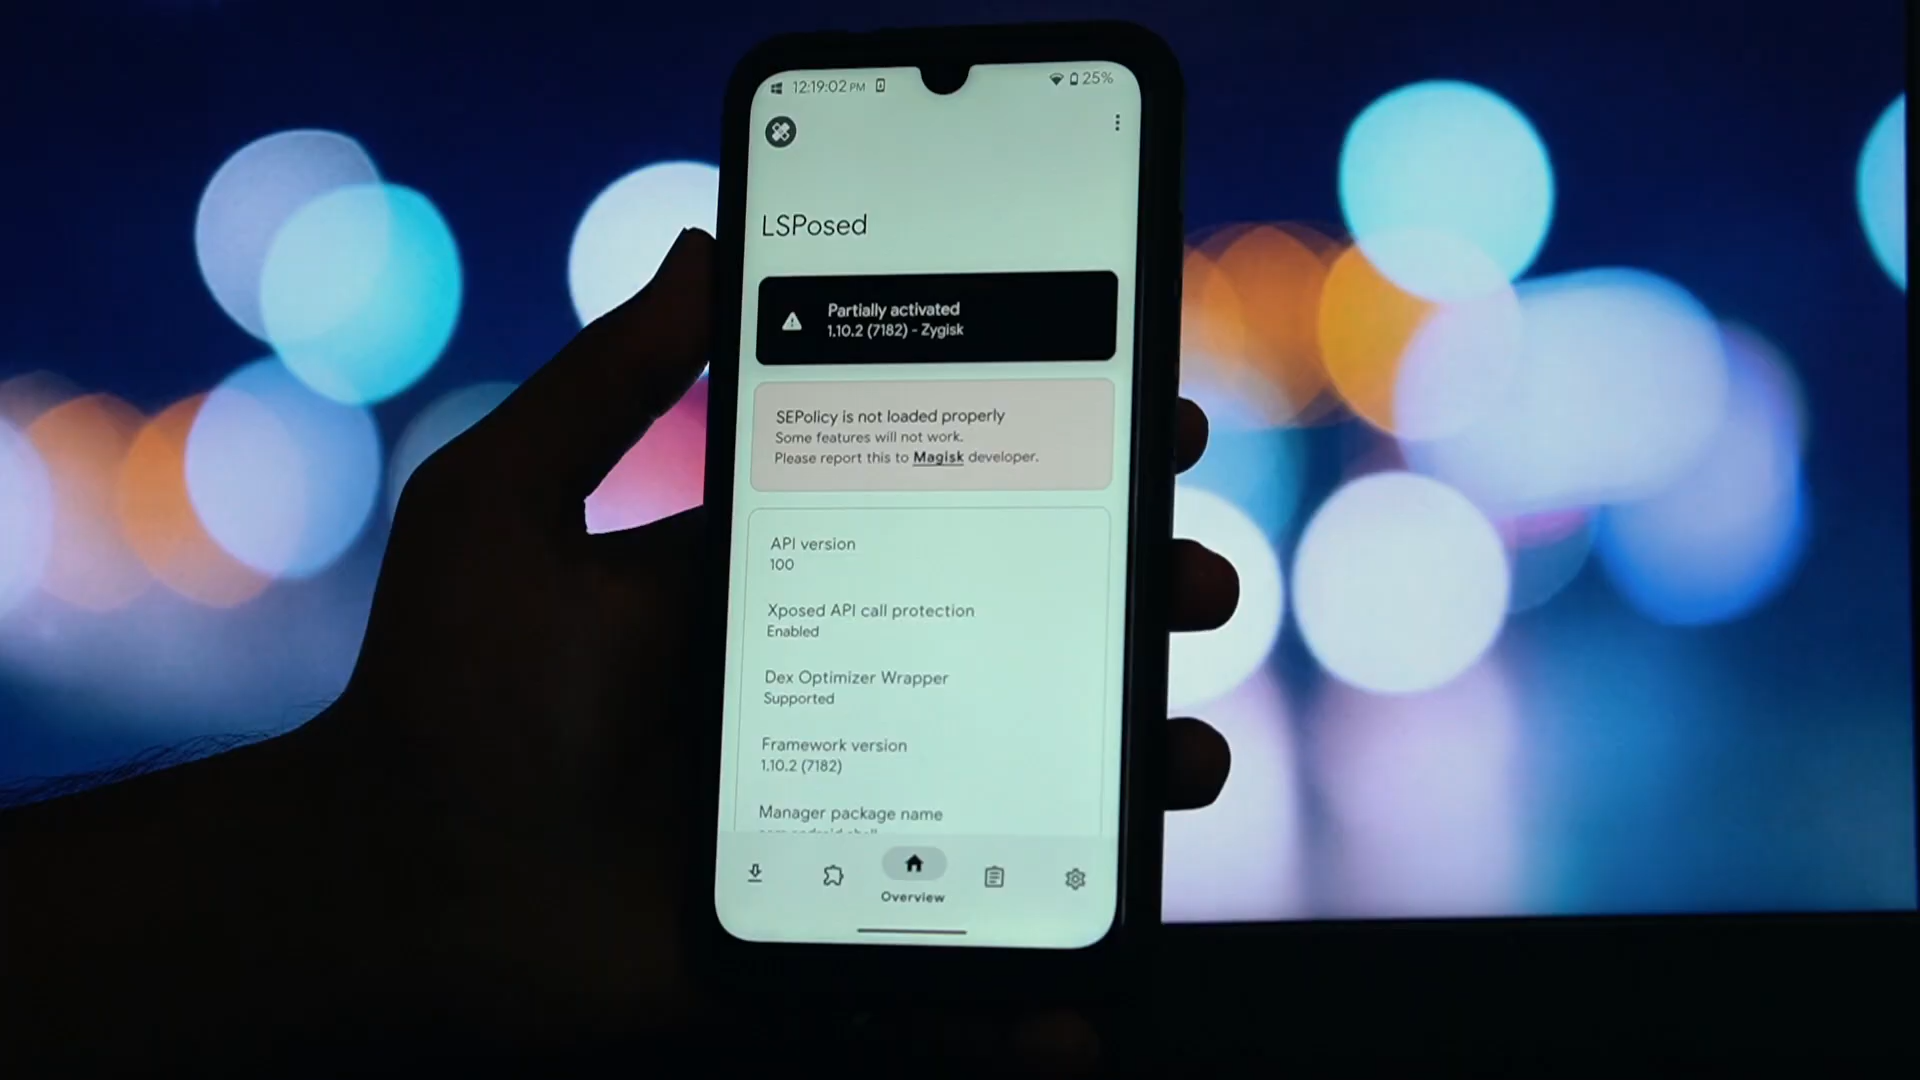 12:19:02 PM
25%
LSPosed
Partially activated
1.10.2 (7182) - Zygisk
SEPolicy is not loaded properly
Some features will not work.
Please report this to Magisk developer.
API version
100
Xposed API call protection
Enabled
Dex Optimizer Wrapper
Supported
Framework version
1.10.2 (7182)
Manager package name
Overview